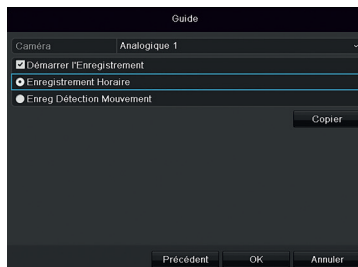 Guide
Caméra Analogique 1
Démarrer l'Enregistrement
Enregistrement Horaire
Enreg Détection Mouvement
Copier
Précédent OK Annuler